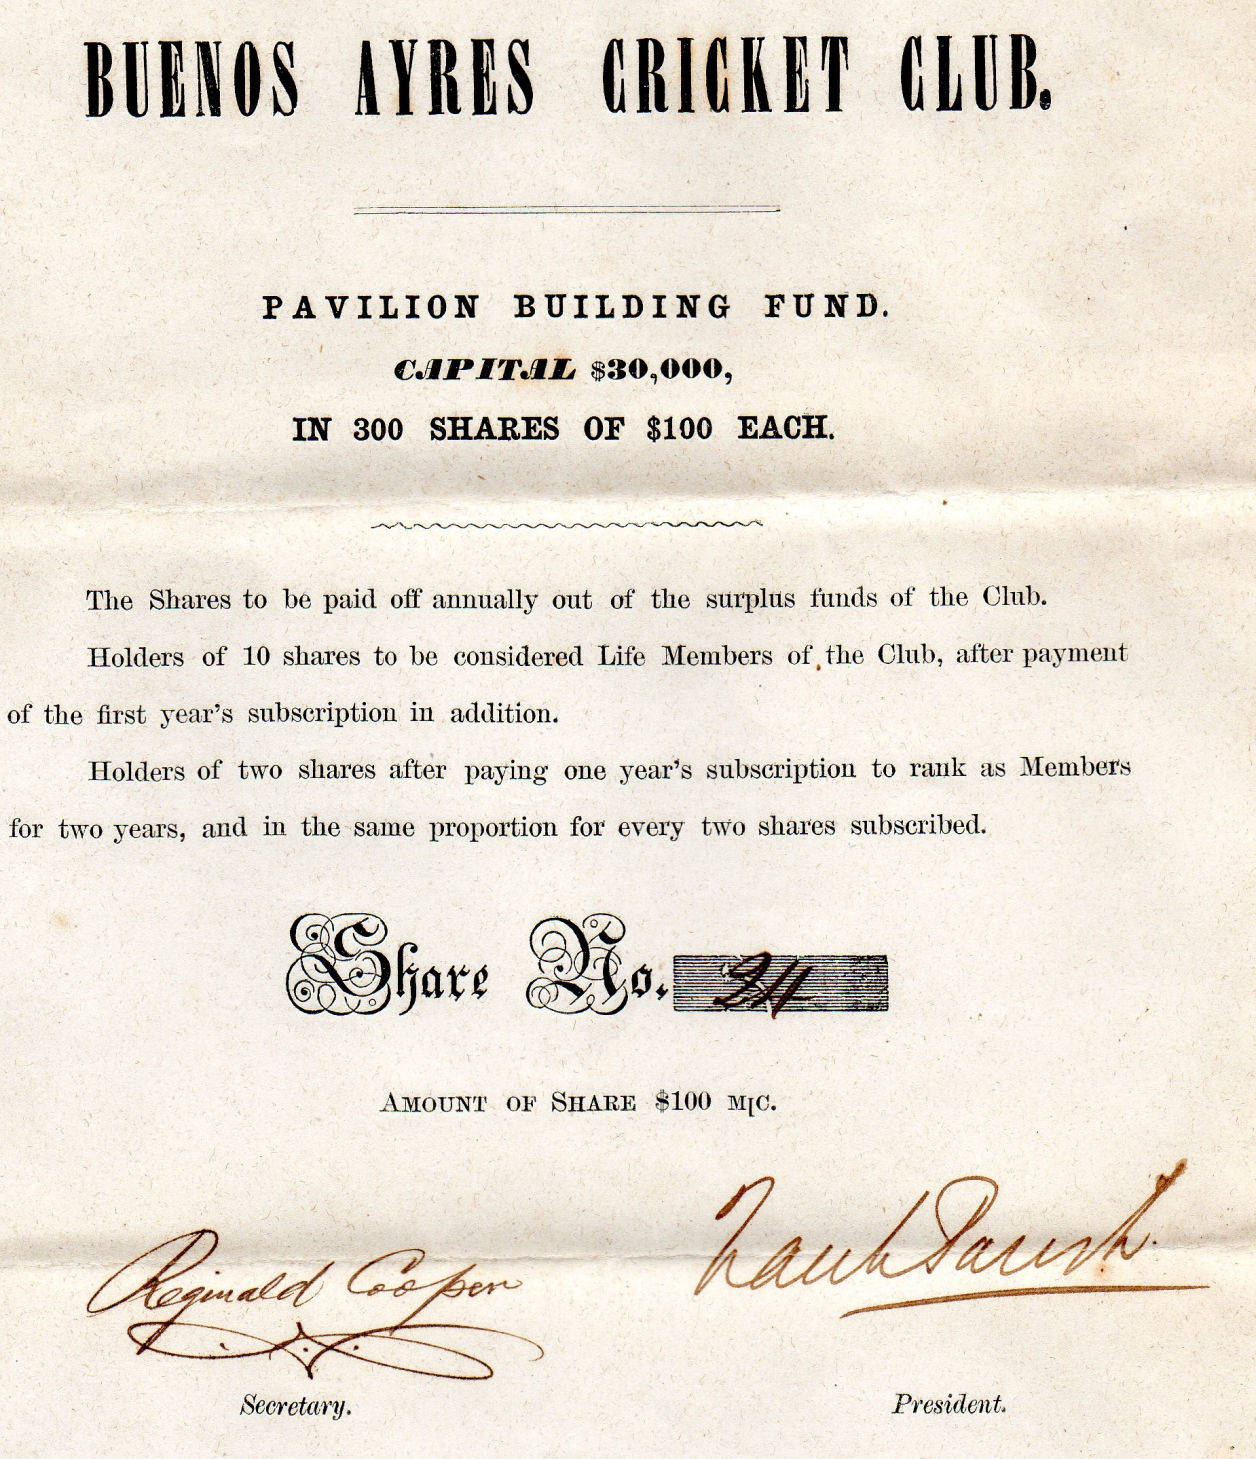 BUENOS AYRES CRICKET CLUB.
PAVILION BUILDING FUND.
CAPITAL $30,000,
IN 300 SHARES OF $100 EACH.
The Shares to be paid off annually out of the surplus funds of the Club.
Holders of 10 shares to be considered Life Members of the Club, after payment
of the first year's subscription in addition.
Holders of two shares after paying one year's subscription to rank as Members
for two years, and in the same proportion for every two shares subscribed.
Share No.
AMOUNT OF SHARE $100 M[C.
Reginald Cooper
Frank Parish
Secretary.
President.